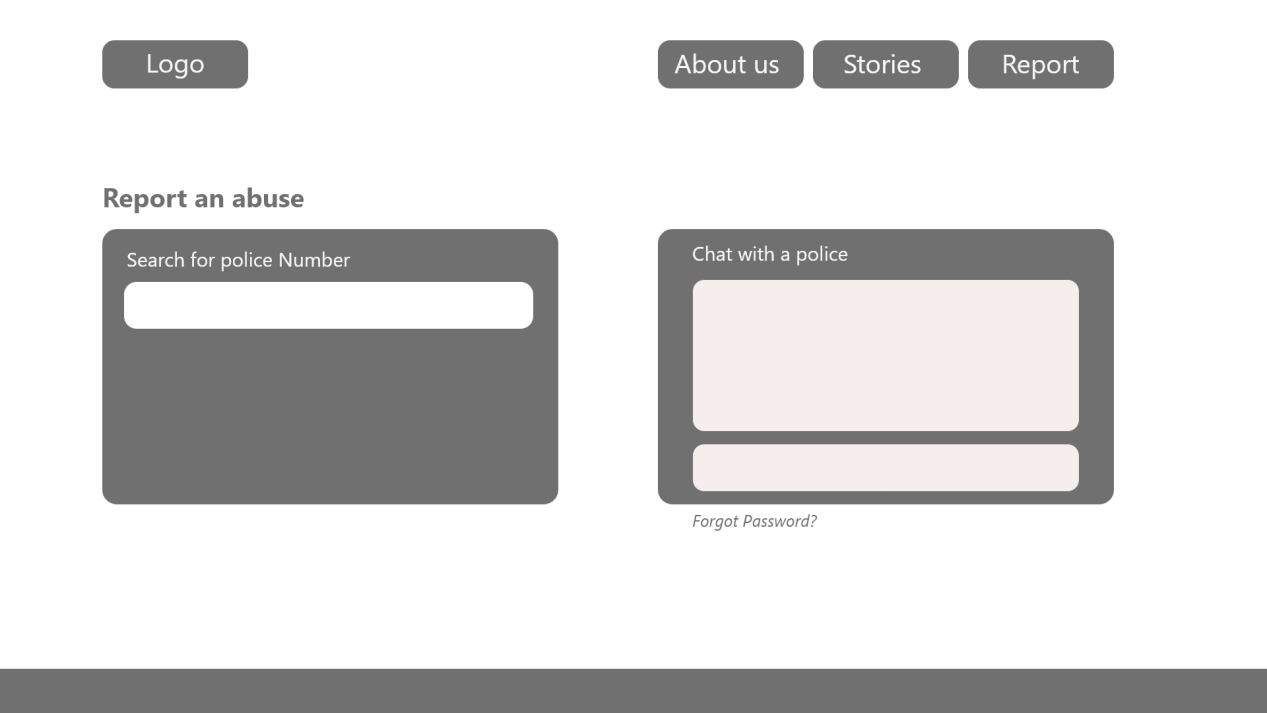 Logo
About us
Stories
Report
Report an abuse
Search for police Number
Chat with a police
Forgot Password?